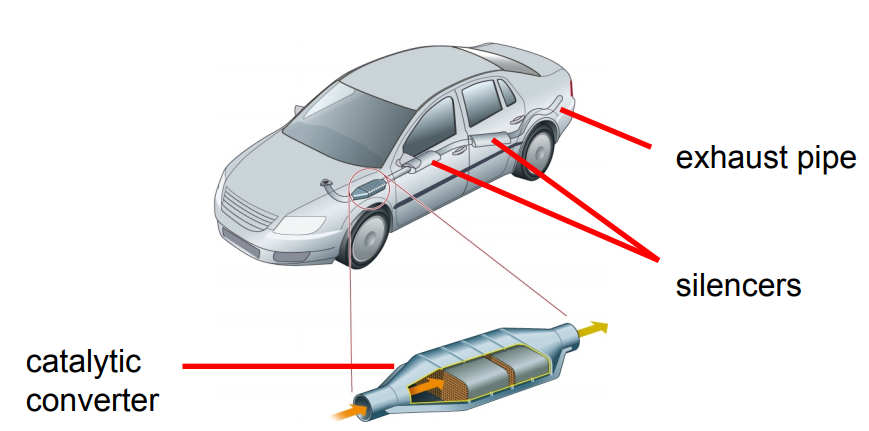 exhaust pipe
silencers
catalytic
converter